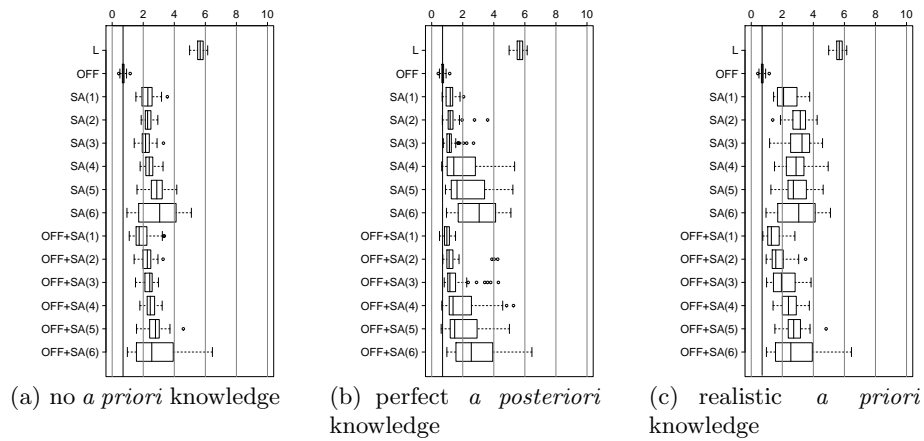 0 2 4 6 8 10
L
OFF
SA(1)
SA(2)
SA(3)
SA(4)
SA(5)
SA(6)
OFF+SA(1)
OFF+SA(2)
OFF+SA(3)
OFF+SA(4)
OFF+SA(5)
OFF+SA(6)
(a) no a priori knowledge
0 2 4 6 8 10
L
OFF
SA(1)
SA(2)
SA(3)
SA(4)
SA(5)
SA(6)
OFF+SA(1)
OFF+SA(2)
OFF+SA(3)
OFF+SA(4)
OFF+SA(5)
OFF+SA(6)
(b) perfect a posteriori
knowledge
0 2 4 6 8 10
L
OFF
SA(1)
SA(2)
SA(3)
SA(4)
SA(5)
SA(6)
OFF+SA(1)
OFF+SA(2)
OFF+SA(3)
OFF+SA(4)
OFF+SA(5)
OFF+SA(6)
(c) realistic a priori
knowledge